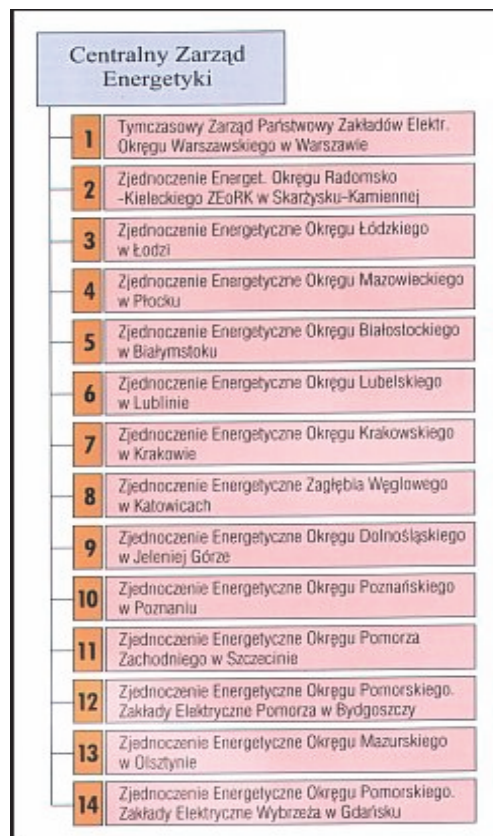 Centralny Zarząd
Energetyki
1
Tymczasowy Zarząd Państwowy Zakładów Elektr.
Okręgu Warszawskiego w Warszawie
2
Zjednoczenie Energet. Okręgu Radomsko
-Kieleckiego ZEoRK w Skarżysku-Kamiennej
3
Zjednoczenie Energetyczne Okręgu Łódzkiego
w Łodzi
4
Zjednoczenie Energetyczne Okręgu Mazowieckiego
w Płocku
5
Zjednoczenie Energetyczne Okręgu Białostockiego
w Białymstoku
6
Zjednoczenie Energetyczne Okręgu Lubelskiego
w Lublinie
7
Zjednoczenie Energetyczne Okręgu Krakowskiego
w Krakowie
8
Zjednoczenie Energetyczne Zagłębia Węglowego
w Katowicach
9
Zjednoczenie Energetyczne Okręgu Dolnośląskiego
w Jeleniej Górze
10
Zjednoczenie Energetyczne Okręgu Poznańskiego
w Poznaniu
11
Zjednoczenie Energetyczne Okręgu Pomorza
Zachodniego w Szczecinie
12
Zjednoczenie Energetyczne Okręgu Pomorskiego.
Zakłady Elektryczne Pomorza w Bydgoszczy
13
Zjednoczenie Energetyczne Okręgu Mazurskiego
w Olsztynie
14
Zjednoczenie Energetyczne Okręgu Pomorskiego.
Zakłady Elektryczne Wybrzeża w Gdańsku